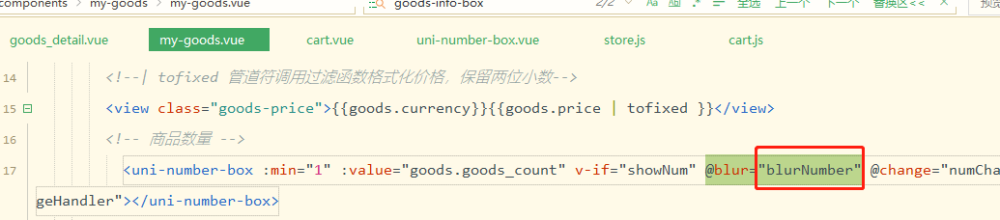 components > my-goods > my-goods.vue goods-info-box 2/2 Aa 全选 上一个 下一个 替换区<< 预览
goods_detail.vue my-goods.vue cart.vue uni-number-box.vue store.js cart.js
14 <!--| tofixed 管道符调用过滤函数格式化价格，保留两位小数-->
15 <view class="goods-price">{{goods.currency}}{{goods.price | tofixed }}</view>
16 <!-- 商品数量 -->
17 <uni-number-box :min="1" :value="goods.goods_count" v-if="showNum" @blur="blurNumber" @change="numChan
geHandler"></uni-number-box>